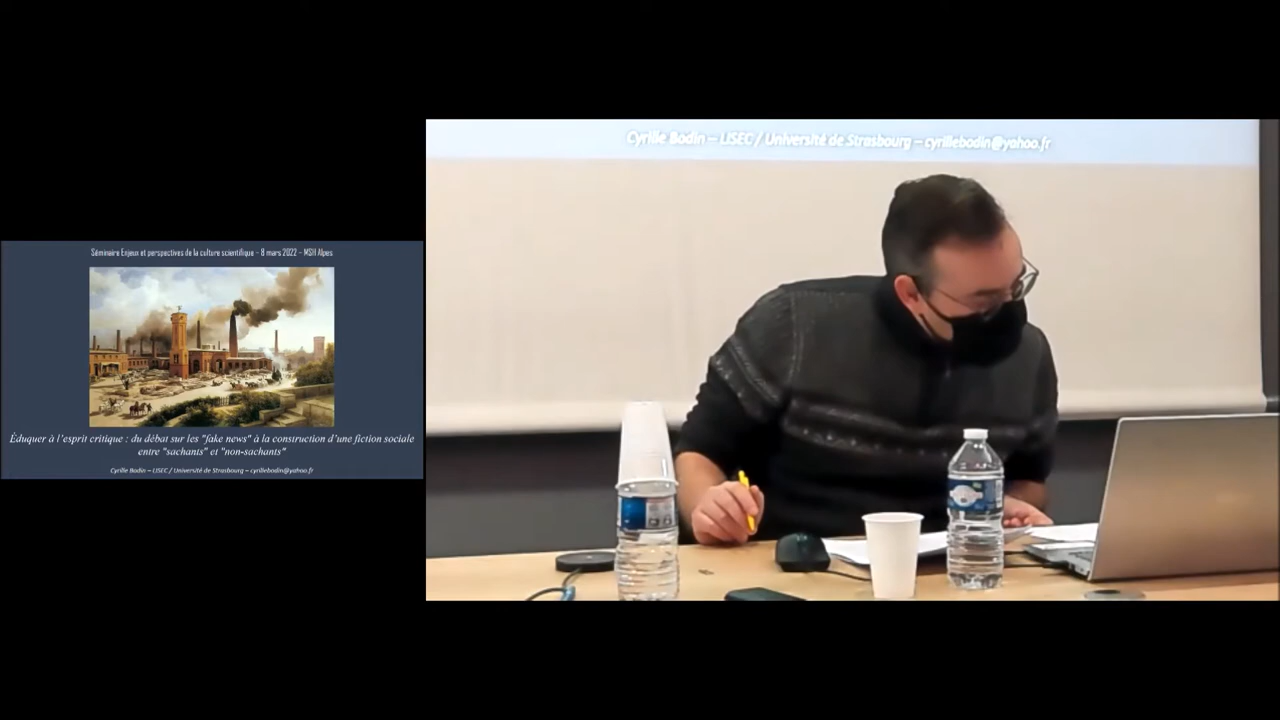 Séminaire Enjeux et perspectives de la culture scientifique - 8 mars 2022 – MSH Alpes
Éduquer à l'esprit critique : du débat sur les "fake news" à la construction d'une fiction sociale
entre "sachants" et "non-sachants"
Cyrille Bodin – LISEC / Université de Strasbourg – cyrillebodin@yahoo.fr
Cyrille Bodin – LISEC / Université de Strasbourg – cyrillebodin@yahoo.fr